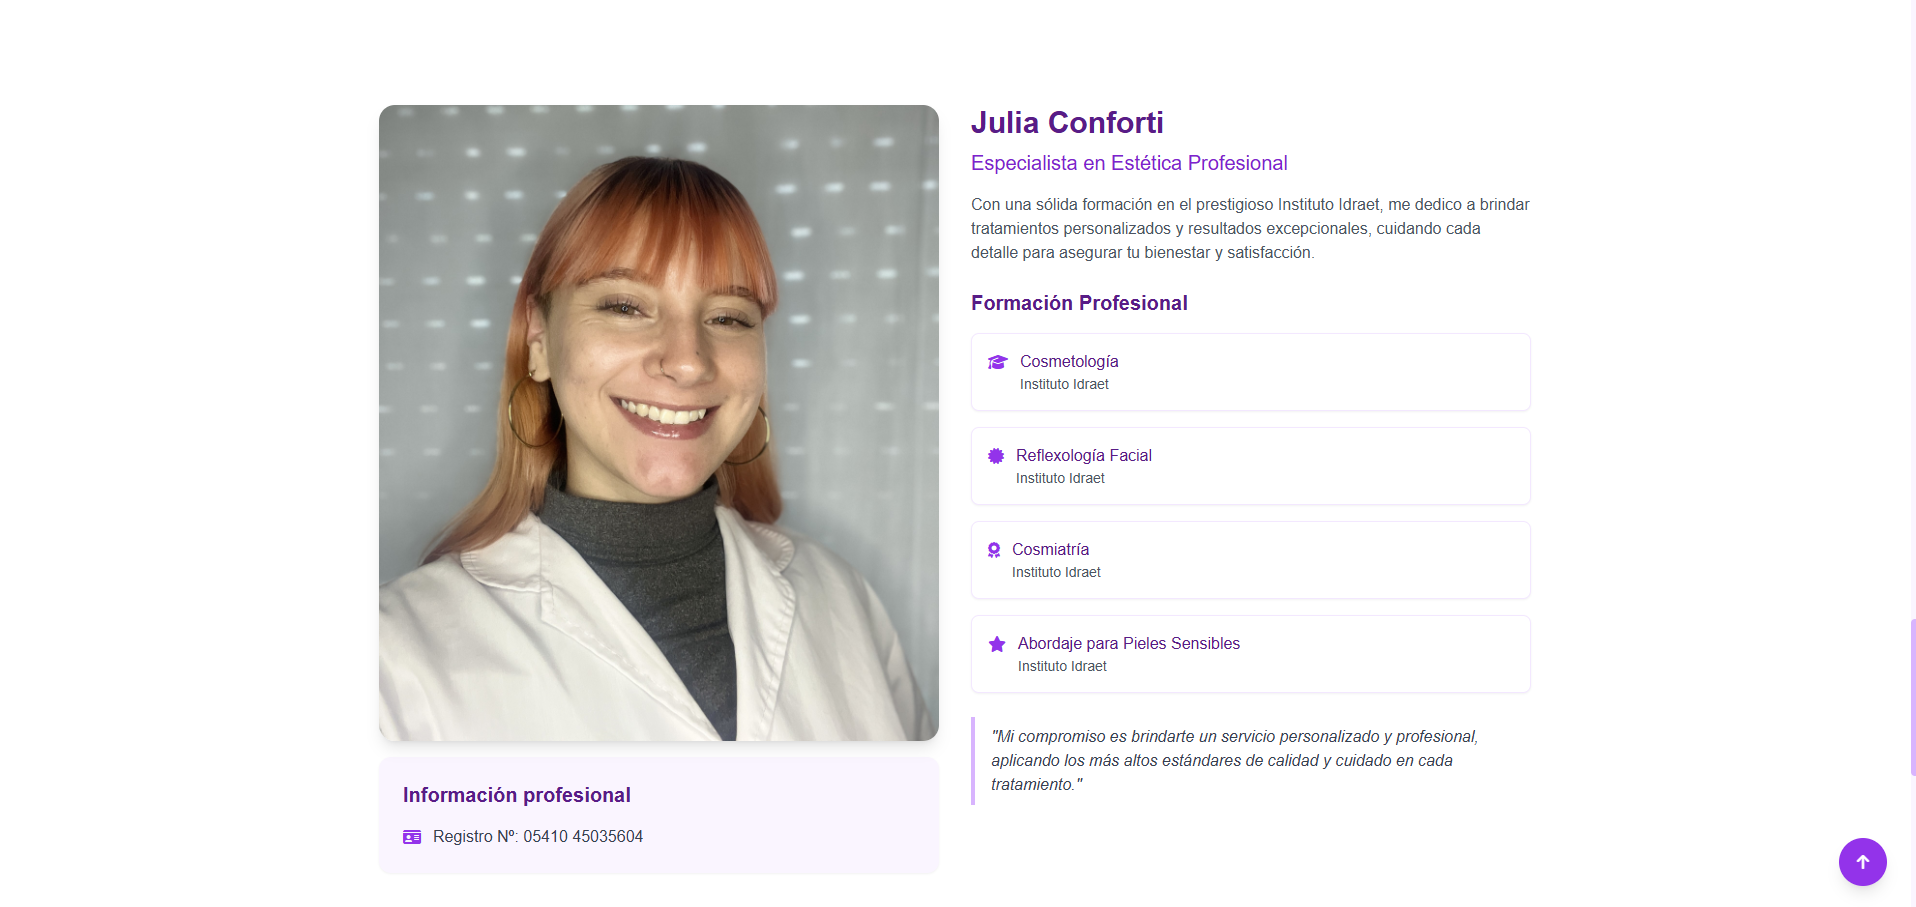 Julia Conforti
Especialista en Estética Profesional
Con una sólida formación en el prestigioso Instituto Idraet, me dedico a brindar
tratamientos personalizados y resultados excepcionales, cuidando cada
detalle para asegurar tu bienestar y satisfacción.
Formación Profesional
Cosmetología
Instituto Idraet
Reflexología Facial
Instituto Idraet
Cosmiatría
Instituto Idraet
Abordaje para Pieles Sensibles
Instituto Idraet
"Mi compromiso es brindarte un servicio personalizado y profesional,
aplicando los más altos estándares de calidad y cuidado en cada
tratamiento."
Información profesional
Registro Nº: 05410 45035604